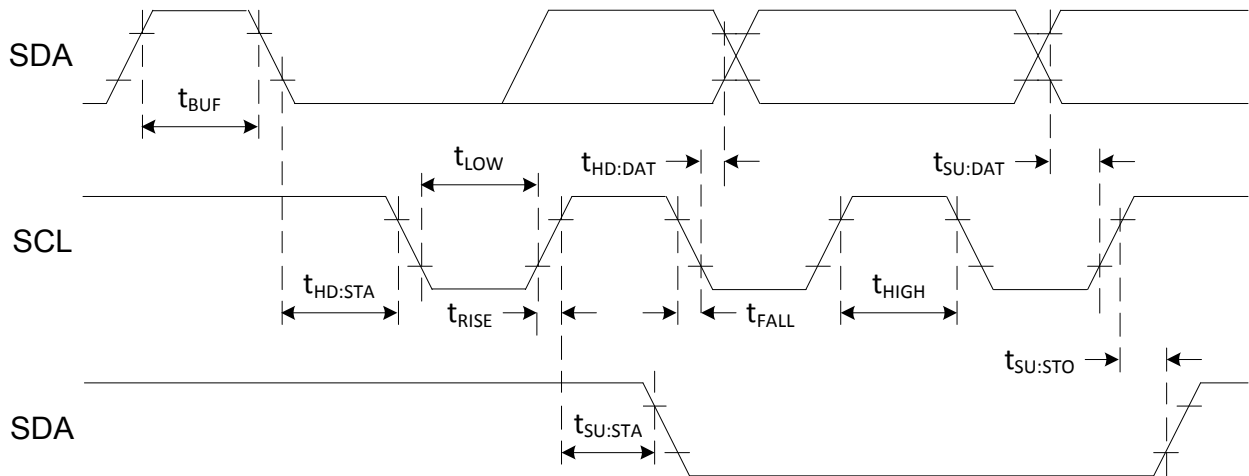 SDA
tBUF
tLOW
tHD:DAT
tSU:DAT
SCL
tHD:STA
tRISE
tFALL
tHIGH
tSU:STO
SDA
tSU:STA